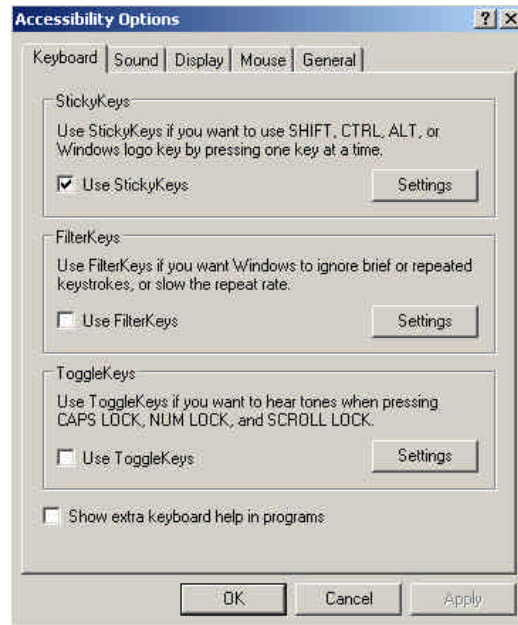 Accessibility Options
Keyboard Sound Display Mouse General
StickyKeys
Use StickyKeys if you want to use SHIFT, CTRL, ALT, or
Windows logo key by pressing one key at a time.
Use StickyKeys Settings
FilterKeys
Use FilterKeys if you want Windows to ignore brief or repeated
keystrokes, or slow the repeat rate.
Use FilterKeys Settings
ToggleKeys
Use ToggleKeys if you want to hear tones when pressing
CAPS LOCK, NUM LOCK, and SCROLL LOCK.
Use ToggleKeys Settings
Show extra keyboard help in programs
OK Cancel Apply